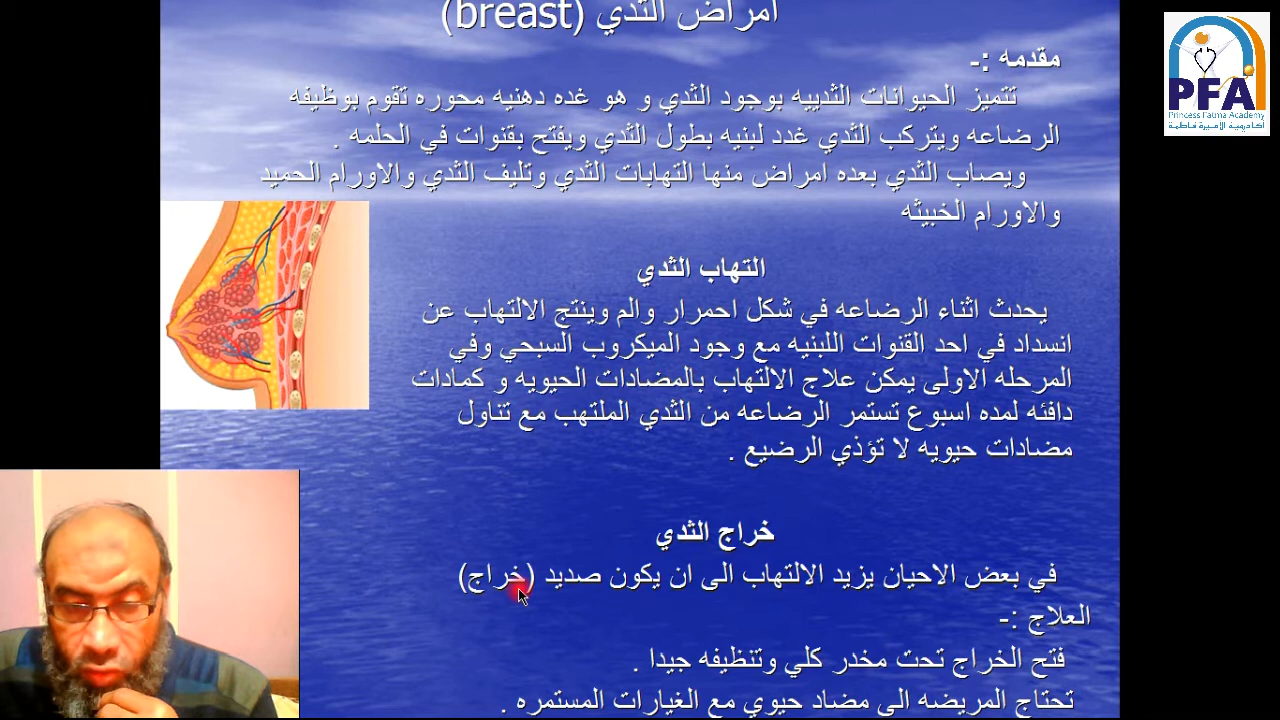 امراض الثدي (breast)
مقدمه :-
تتميز الحيوانات الثدييه بوجود الثدي و هو غده دهنيه محوره تقوم بوظيفه
الرضاعه ويتركب الثدي غدد لبنيه بطول الثدي ويفتح بقنوات في الحلمه .
ويصاب الثدي بعده امراض منها التهابات الثدي وتليف الثدي والاورام الحميد
والاورام الخبيثه
التهاب الثدي
يحدث اثناء الرضاعه في شكل احمرار والم وينتج الالتهاب عن
انسداد في احد القنوات اللبنيه مع وجود الميكروب السبحي وفي
المرحله الاولى يمكن علاج الالتهاب بالمضادات الحيويه و كمادات
دافئه لمده اسبوع تستمر الرضاعه من الثدي الملتهب مع تناول
مضادات حيويه لا تؤذي الرضيع .
خراج الثدي
في بعض الاحيان يزيد الالتهاب الى ان يكون صديد (خراج)
العلاج :-
فتح الخراج تحت مخدر كلي وتنظيفه جيدا .
تحتاج المريضه الى مضاد حيوي مع الغيارات المستمره .
PFA
Princess Fatma Academy
أكاديمية الأميرة فاطمة